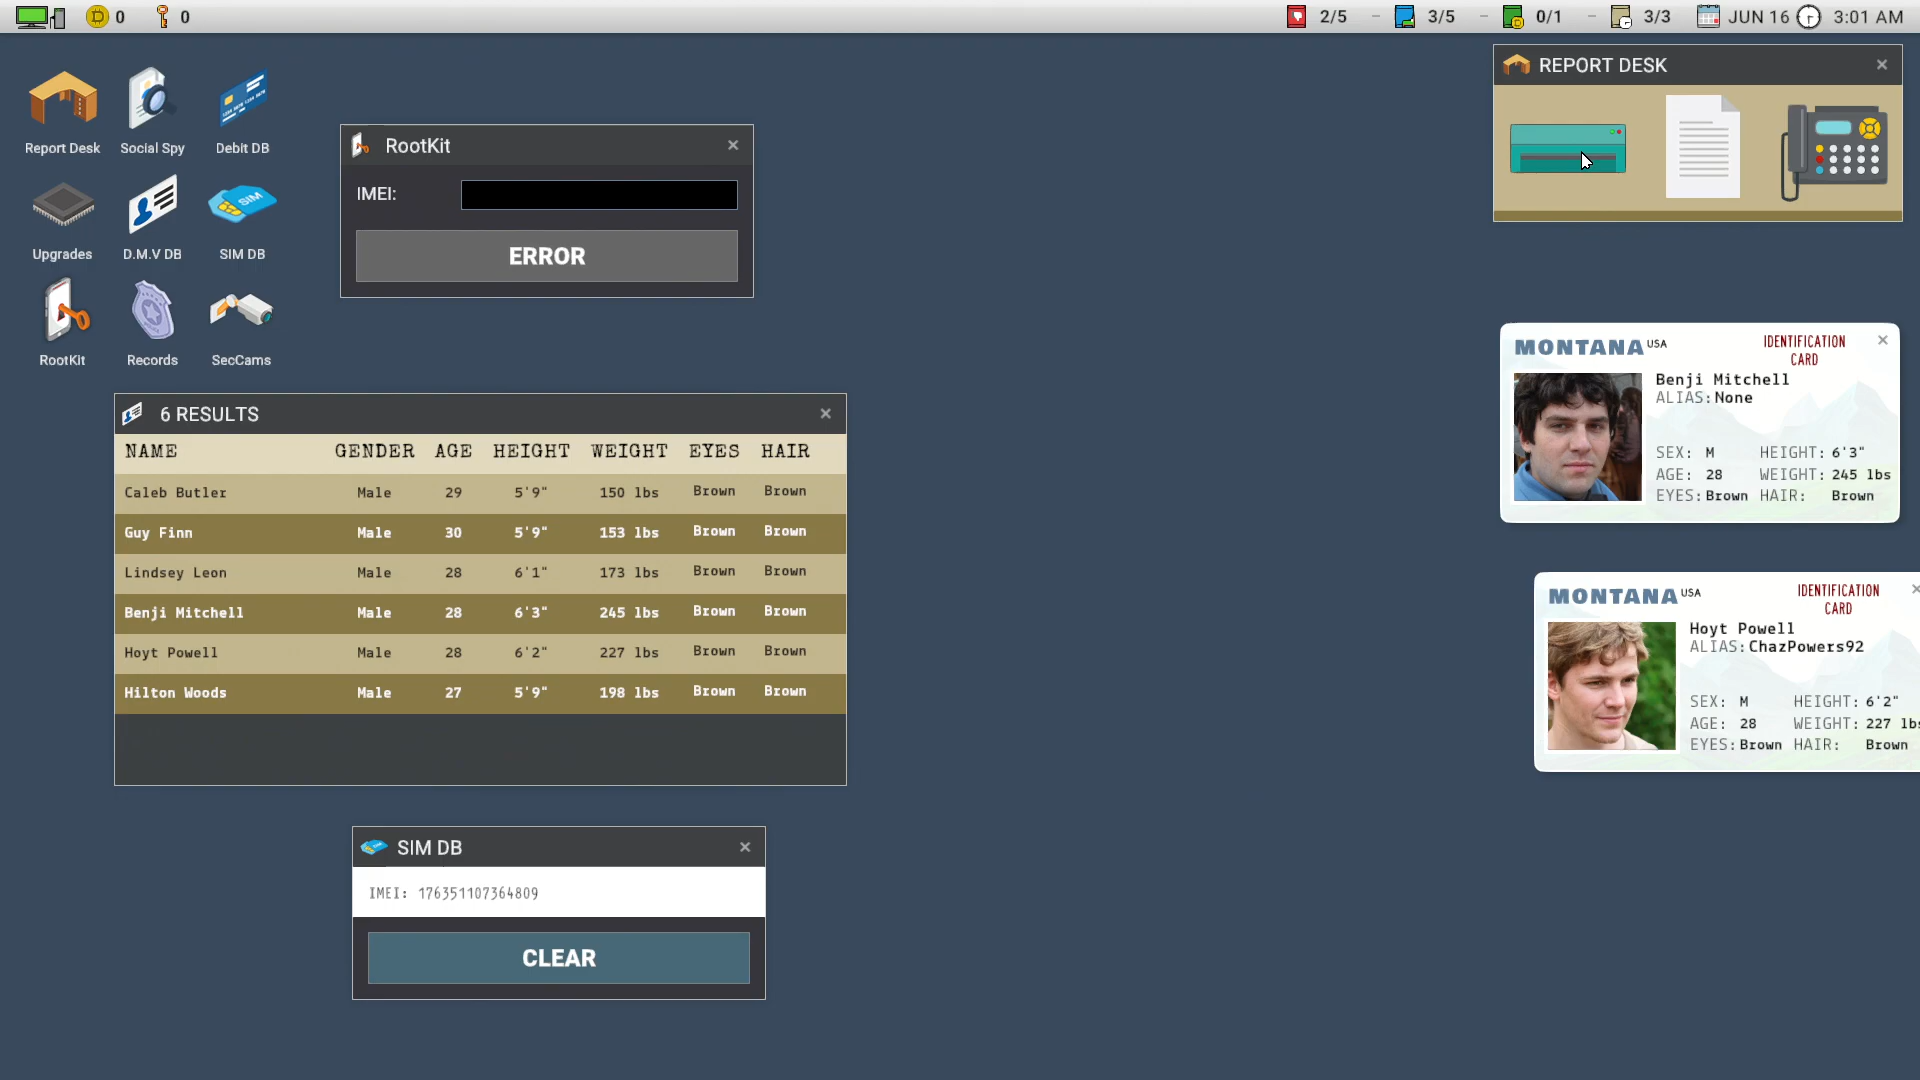 0 0 2/5 - 3/5 - 0/1 - 3/3 JUN 16 3:01 AM
Report Desk Social Spy Debit DB
Upgrades D.M.V DB SIM DB
RootKit Records SecCams
RootKit
IMEI:
ERROR
6 RESULTS
NAME GENDER AGE HEIGHT WEIGHT EYES HAIR
Caleb Butler Male 29 5'9" 150 lbs Brown Brown
Guy Finn Male 30 5'9" 153 lbs Brown Brown
Lindsey Leon Male 28 6'1" 173 lbs Brown Brown
Benji Mitchell Male 28 6'3" 245 lbs Brown Brown
Hoyt Powell Male 28 6'2" 227 lbs Brown Brown
Hilton Woods Male 27 5'9" 198 lbs Brown Brown
SIM DB
IMEI: 176351107364809
CLEAR
REPORT DESK
MONTANA USA IDENTIFICATION CARD
Benji Mitchell
ALIAS: None
SEX: M HEIGHT: 6'3"
AGE: 28 WEIGHT: 245 lbs
EYES: Brown HAIR: Brown
MONTANA USA IDENTIFICATION CARD
Hoyt Powell
ALIAS: ChazPowers92
SEX: M HEIGHT: 6'2"
AGE: 28 WEIGHT: 227 lbs
EYES: Brown HAIR: Brown